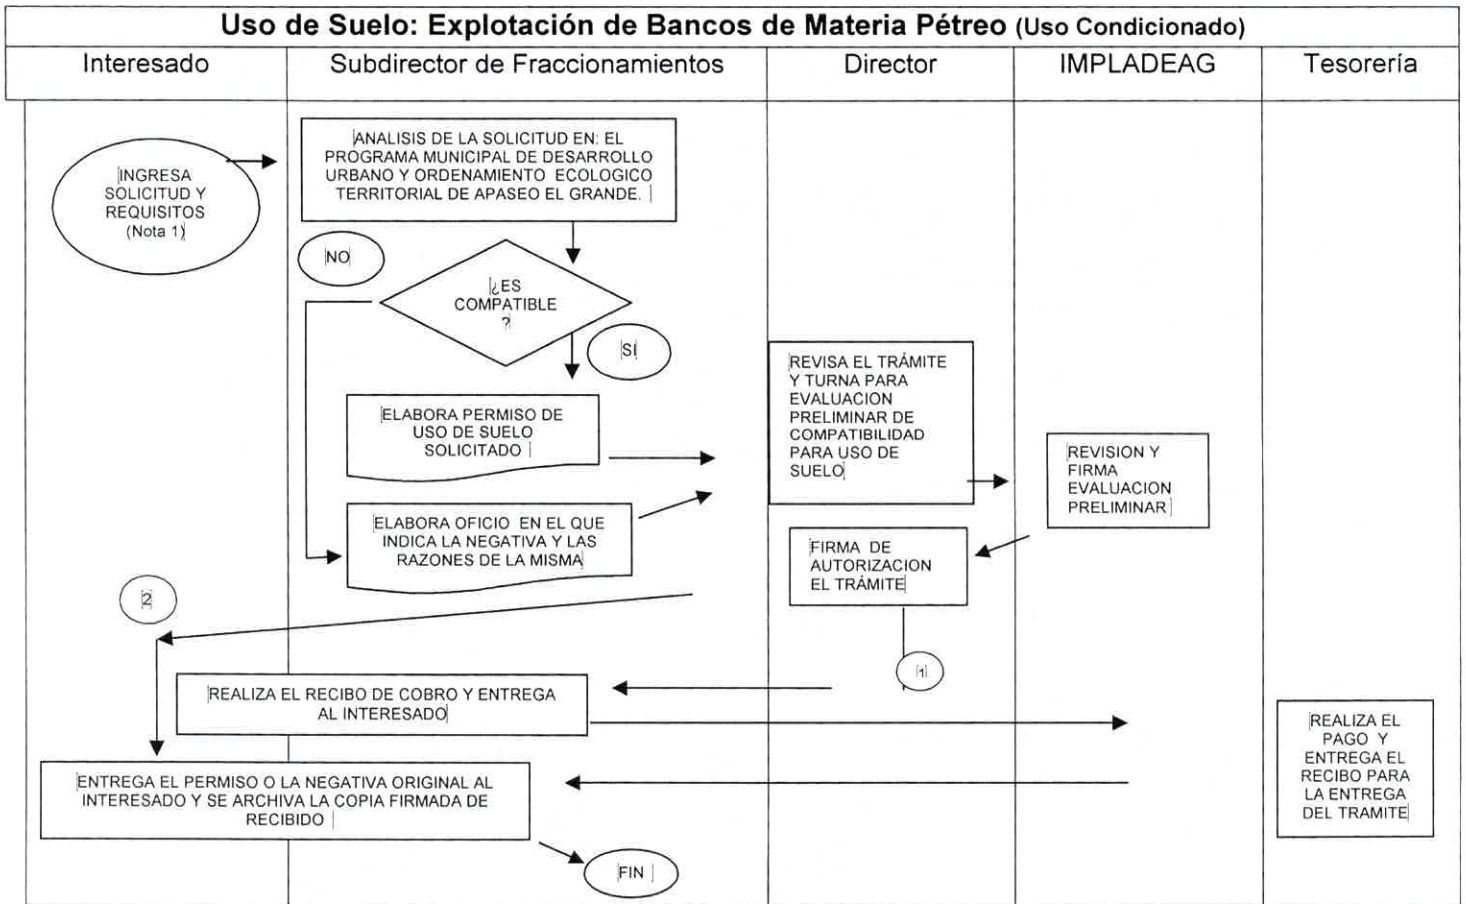 Uso de Suelo: Explotación de Bancos de Materia Pétreo (Uso Condicionado)
Interesado
Subdirector de Fraccionamientos
Director
IMPLADEAG
Tesorería
INGRESA
SOLICITUD Y
REQUISITOS
(Nota 1)
ANALISIS DE LA SOLICITUD EN: EL
PROGRAMA MUNICIPAL DE DESARROLLO
URBANO Y ORDENAMIENTO ECOLOGICO
TERRITORIAL DE APASEO EL GRANDE.
NO
¿ES
COMPATIBLE
?
SI
ELABORA PERMISO DE
USO DE SUELO
SOLICITADO
ELABORA OFICIO EN EL QUE
INDICA LA NEGATIVA Y LAS
RAZONES DE LA MISMA
REVISA EL TRÁMITE
Y TURNA PARA
EVALUACION
PRELIMINAR DE
COMPATIBILIDAD
PARA USO DE
SUELO
REVISION Y
FIRMA
EVALUACION
PRELIMINAR
FIRMA DE
AUTORIZACION
EL TRÁMITE
2
1
REALIZA EL RECIBO DE COBRO Y ENTREGA
AL INTERESADO
REALIZA EL
PAGO Y
ENTREGA EL
RECIBO PARA
LA ENTREGA
DEL TRAMITE
ENTREGA EL PERMISO O LA NEGATIVA ORIGINAL AL
INTERESADO Y SE ARCHIVA LA COPIA FIRMADA DE
RECIBIDO
FIN